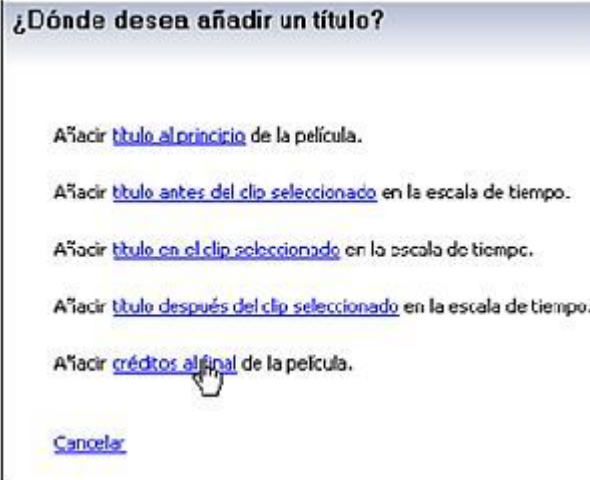 ¿Dónde desea añadir un título?
Añadir título al principio de la película.
Añadir título antes del clip seleccionado en la escala de tiempo.
Añadir título en el clip seleccionado en la escala de tiempo.
Añadir título después del clip seleccionado en la escala de tiempo.
Añadir créditos al final de la película.
Cancelar